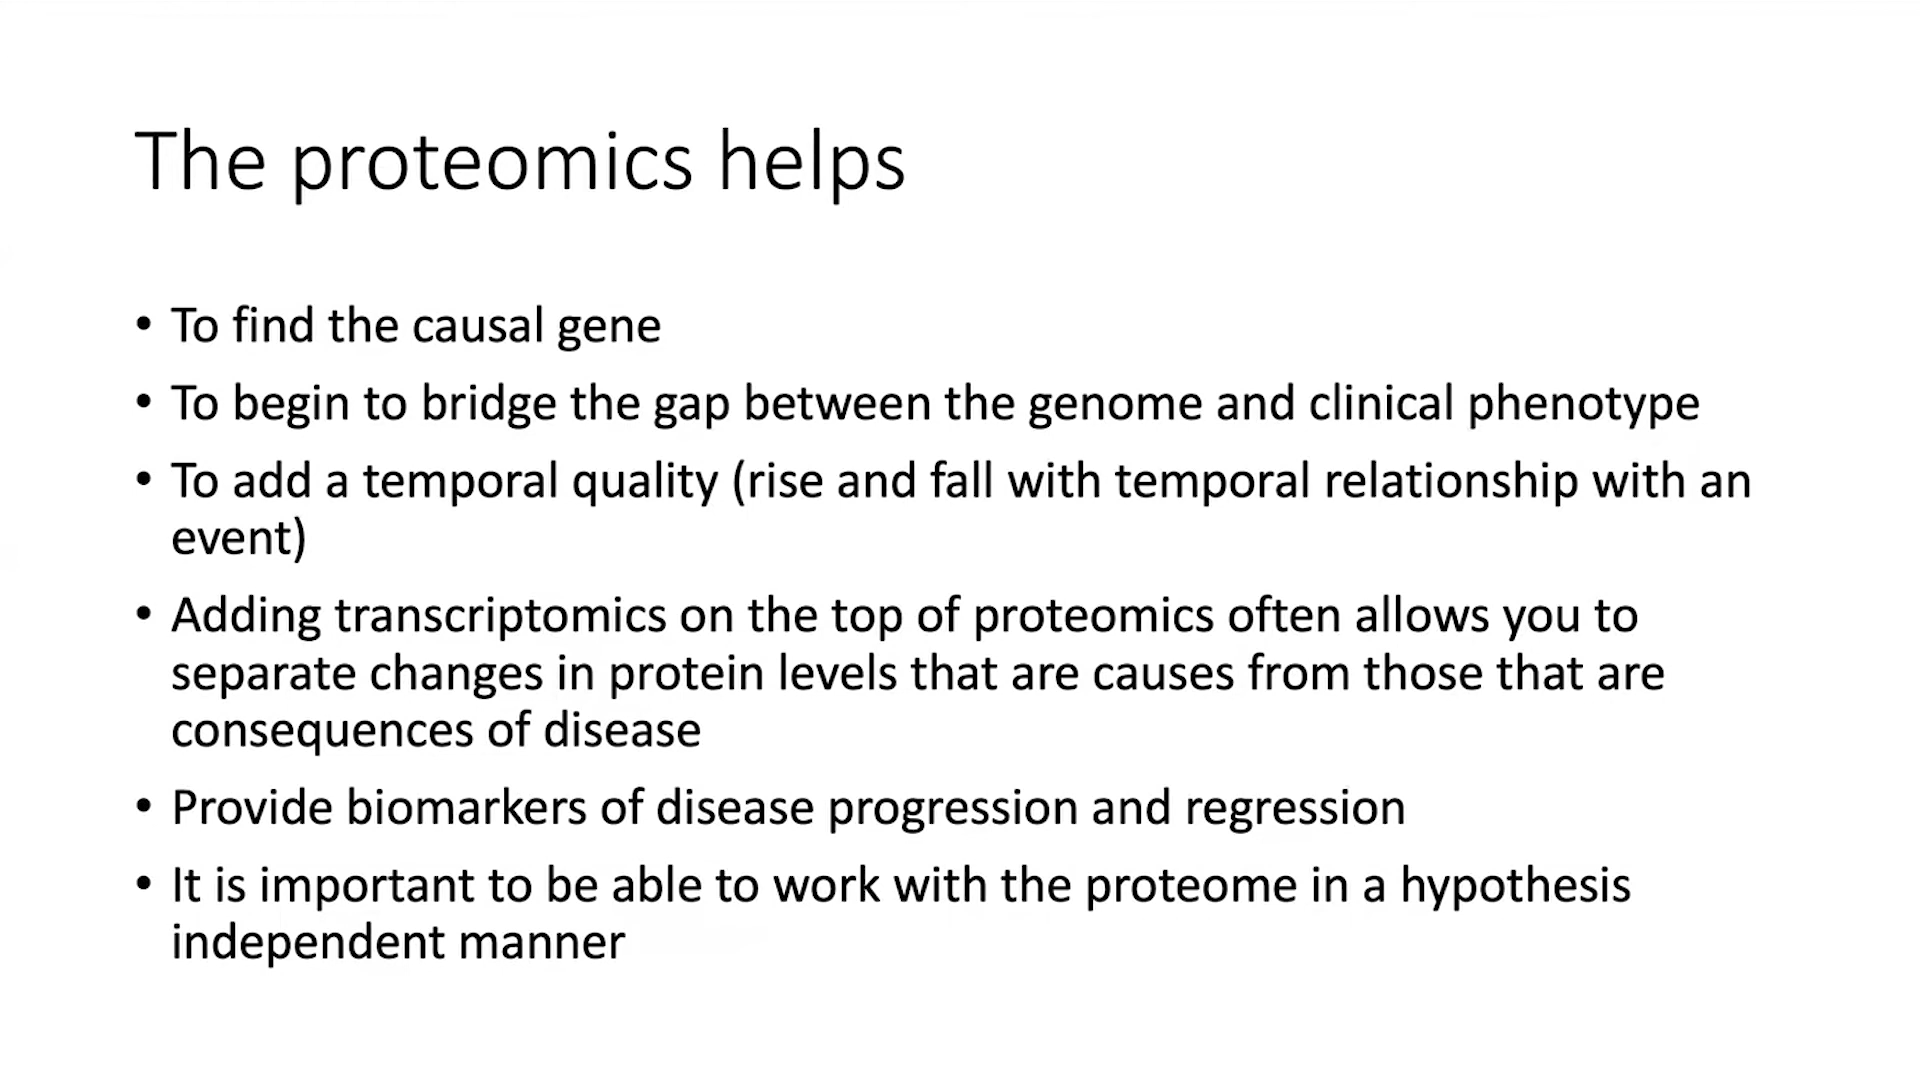 The proteomics helps
• To find the causal gene
• To begin to bridge the gap between the genome and clinical phenotype
• To add a temporal quality (rise and fall with temporal relationship with an
event)
• Adding transcriptomics on the top of proteomics often allows you to
separate changes in protein levels that are causes from those that are
consequences of disease
• Provide biomarkers of disease progression and regression
• It is important to be able to work with the proteome in a hypothesis
independent manner